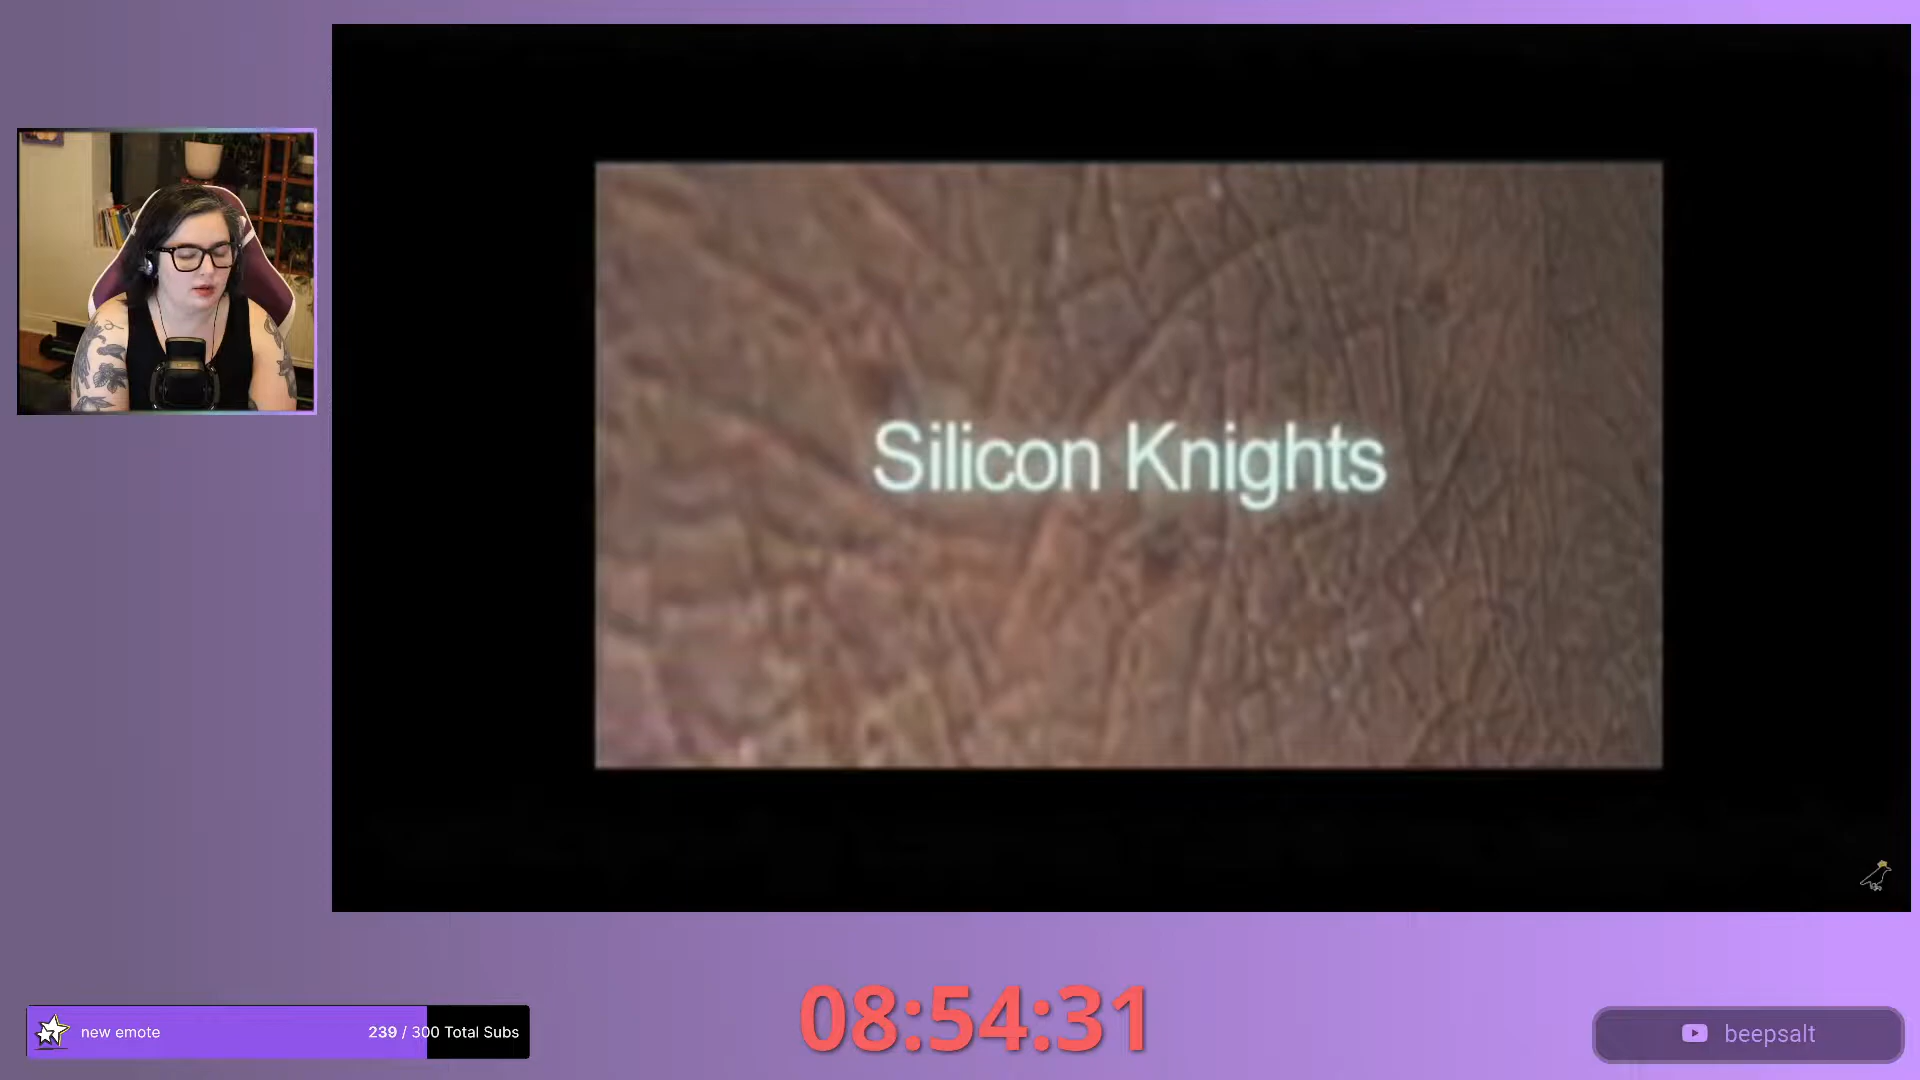 Silicon Knights
08:54:31
new emote
239 / 300 Total Subs
beepsalt